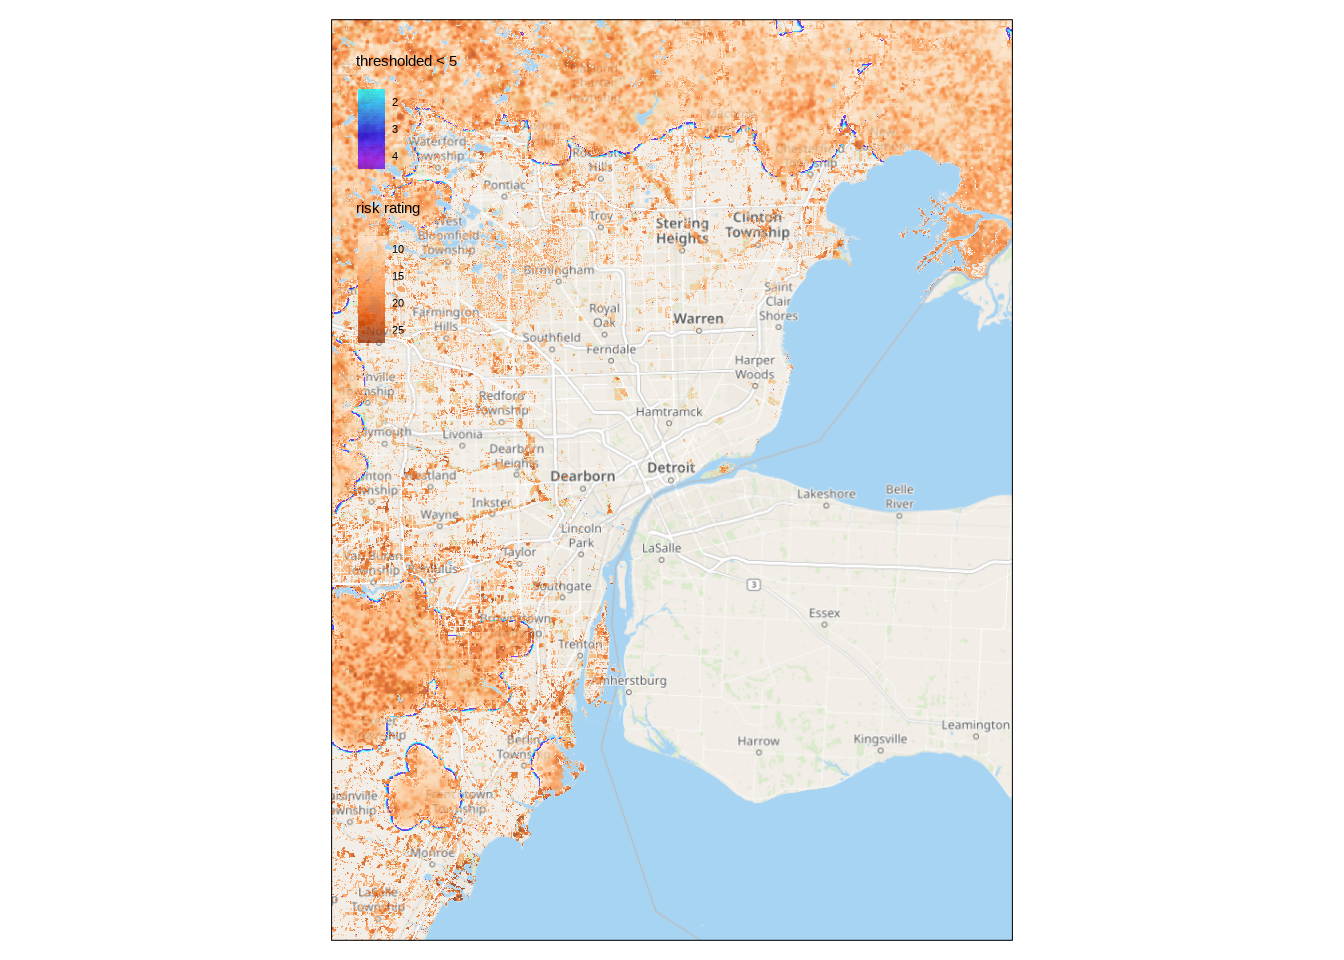 thresholded < 5
2
3
4
risk rating
10
15
20
25
Waterford
Township
Pontiac
Hills
Troy
Sterling
Heights
Clinton
Township
West
Bloomfield
Township
Birmingham
Saint
Clair
Shores
Farmington
Hills
Royal
Oak
Warren
Southfield
Ferndale
Harper
Woods
Redford
Township
Hamtramck
Livonia
Dearborn
Heights
Dearborn
Detroit
Lakeshore
Belle
River
Inkster
Wayne
Lincoln
Park
LaSalle
Taylor
Southgate
3
Essex
Trenton
Amherstburg
Leamington
Harrow
Kingsville
Berlin
Monroe
LaSalle
Township